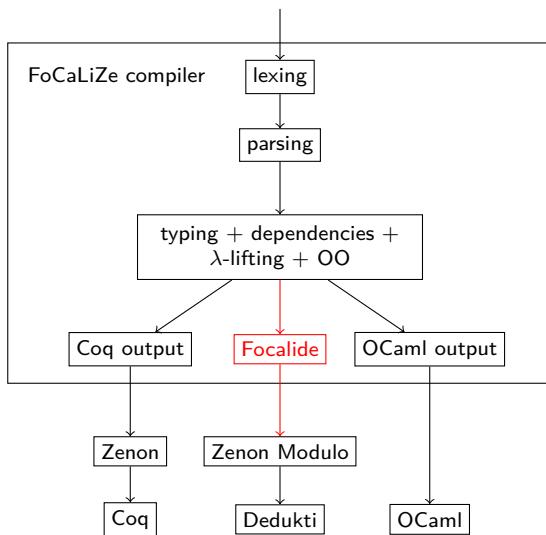 FoCaLiZe compiler
lexing
parsing
typing + dependencies +
λ-lifting + OO
Coq output
Focalide
OCaml output
Zenon
Zenon Modulo
Coq
Dedukti
OCaml